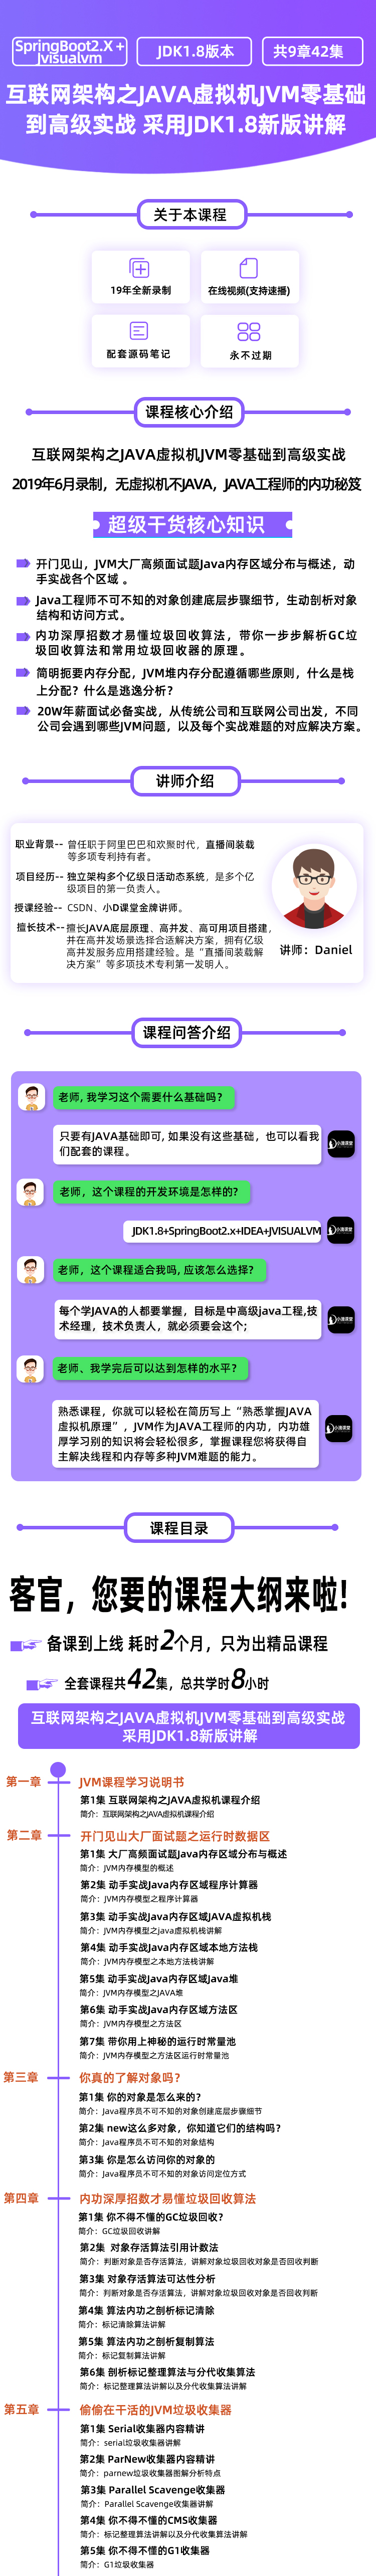 SpringBoot2.X +
Jvisualvm
JDK1.8版本
共9章42集
互联网架构之JAVA虚拟机JVM零基础
到高级实战 采用JDK1.8新版讲解
关于本课程
19年全新录制
在线视频(支持速播)
配套源码笔记
永不过期
课程核心介绍
互联网架构之JAVA虚拟机JVM零基础到高级实战
2019年6月录制，无虚拟机不JAVA，JAVA工程师的内功秘笈
超级干货核心知识
开门见山，JVM大厂高频面试题Java内存区域分布与概述，动
手实战各个区域 。
Java工程师不可不知的对象创建底层步骤细节，生动剖析对象
结构和访问方式。
内功深厚招数才易懂垃圾回收算法，带你一步步解析GC垃
圾回收算法和常用垃圾回收器的原理。
简明扼要内存分配，JVM堆内存分配遵循哪些原则，什么是栈
上分配？什么是逃逸分析？
20W年薪面试必备实战，从传统公司和互联网公司出发，不同
公司会遇到哪些JVM问题，以及每个实战难题的对应解决方案。
讲师介绍
职业背景-- 曾任职于阿里巴巴和欢聚时代，直播间装载
等多项专利持有者。
项目经历-- 独立架构多个亿级日活动态系统，是多个亿
级项目的第一负责人。
授课经验-- CSDN、小D课堂金牌讲师。
擅长技术-- 擅长JAVA底层原理、高并发、高可用项目搭建，
并在高并发场景选择合适解决方案，拥有亿级
高并发服务应用搭建经验。是“直播间装载解
决方案”等多项技术专利第一发明人。
讲师：Daniel
课程问答介绍
老师, 我学习这个需要什么基础吗？
只要有JAVA基础即可, 如果没有这些基础，也可以看我
们配套的课程。
老师，这个课程的开发环境是怎样的?
JDK1.8+SpringBoot2.x+IDEA+JVISUALVM
老师，这个课程适合我吗, 应该怎么选择?
每个学JAVA的人都要掌握，目标是中高级java工程,技
术经理，技术负责人，就必须要会这个；
老师、我学完后可以达到怎样的水平？
熟悉课程，你就可以轻松在简历写上“熟悉掌握JAVA
虚拟机原理”，JVM作为JAVA工程师的内功，内功雄
厚学习别的知识将会轻松很多，掌握课程您将获得自
主解决线程和内存等多种JVM难题的能力。
课程目录
客官，您要的课程大纲来啦!
备课到上线 耗时2个月，只为出精品课程
全套课程共42集，总共学时8小时
互联网架构之JAVA虚拟机JVM零基础到高级实战
采用JDK1.8新版讲解
第一章 JVM课程学习说明书
第1集 互联网架构之JAVA虚拟机课程介绍
简介：互联网架构之JAVA虚拟机课程介绍
第二章 开门见山大厂面试题之运行时数据区
第1集 大厂高频面试题Java内存区域分布与概述
简介：JVM内存模型的概述
第2集 动手实战Java内存区域程序计算器
简介：JVM内存模型之程序计算器
第3集 动手实战Java内存区域JAVA虚拟机栈
简介：JVM内存模型之java虚拟机栈讲解
第4集 动手实战Java内存区域本地方法栈
简介：JVM内存模型之本地方法栈讲解
第5集 动手实战Java内存区域Java堆
简介：JVM内存模型之JAVA堆
第6集 动手实战Java内存区域方法区
简介：JVM内存模型之方法区
第7集 带你用上神秘的运行时常量池
简介：JVM内存模型之方法区运行时常量池
第三章 你真的了解对象吗？
第1集 你的对象是怎么来的？
简介：Java程序员不可不知的对象创建底层步骤细节
第2集 new这么多对象，你知道它们的结构吗？
简介：Java程序员不可不知的对象结构
第3集 你是怎么访问你的对象的
简介：Java程序员不可不知的对象访问定位方式
第四章 内功深厚招数才易懂垃圾回收算法
第1集 你不得不懂的GC垃圾回收？
简介：GC垃圾回收讲解
第2集 对象存活算法引用计数法
简介：判断对象是否存活算法，讲解对象垃圾回收对象是否回收判断
第3集 对象存活算法可达性分析
简介：判断对象是否存活算法，讲解对象垃圾回收对象是否回收判断
第4集 算法内功之剖析标记清除
简介：标记清除算法讲解
第5集 算法内功之剖析复制算法
简介：标记复制算法讲解
第6集 剖析标记整理算法与分代收集算法
简介：标记整理算法讲解以及分代收集算法讲解
第五章 偷偷在干活的JVM垃圾收集器
第1集 Serial收集器内容精讲
简介：serial垃圾收集器讲解
第2集 ParNew收集器内容精讲
简介：parnew垃圾收集器图解分析特点
第3集 Parallel Scavenge收集器
简介：Parallel Scavenge收集器讲解
第4集 你不得不懂的CMS收集器
简介：标记整理算法讲解以及分代收集算法讲解
第5集 你不得不懂的G1收集器
简介：G1垃圾收集器